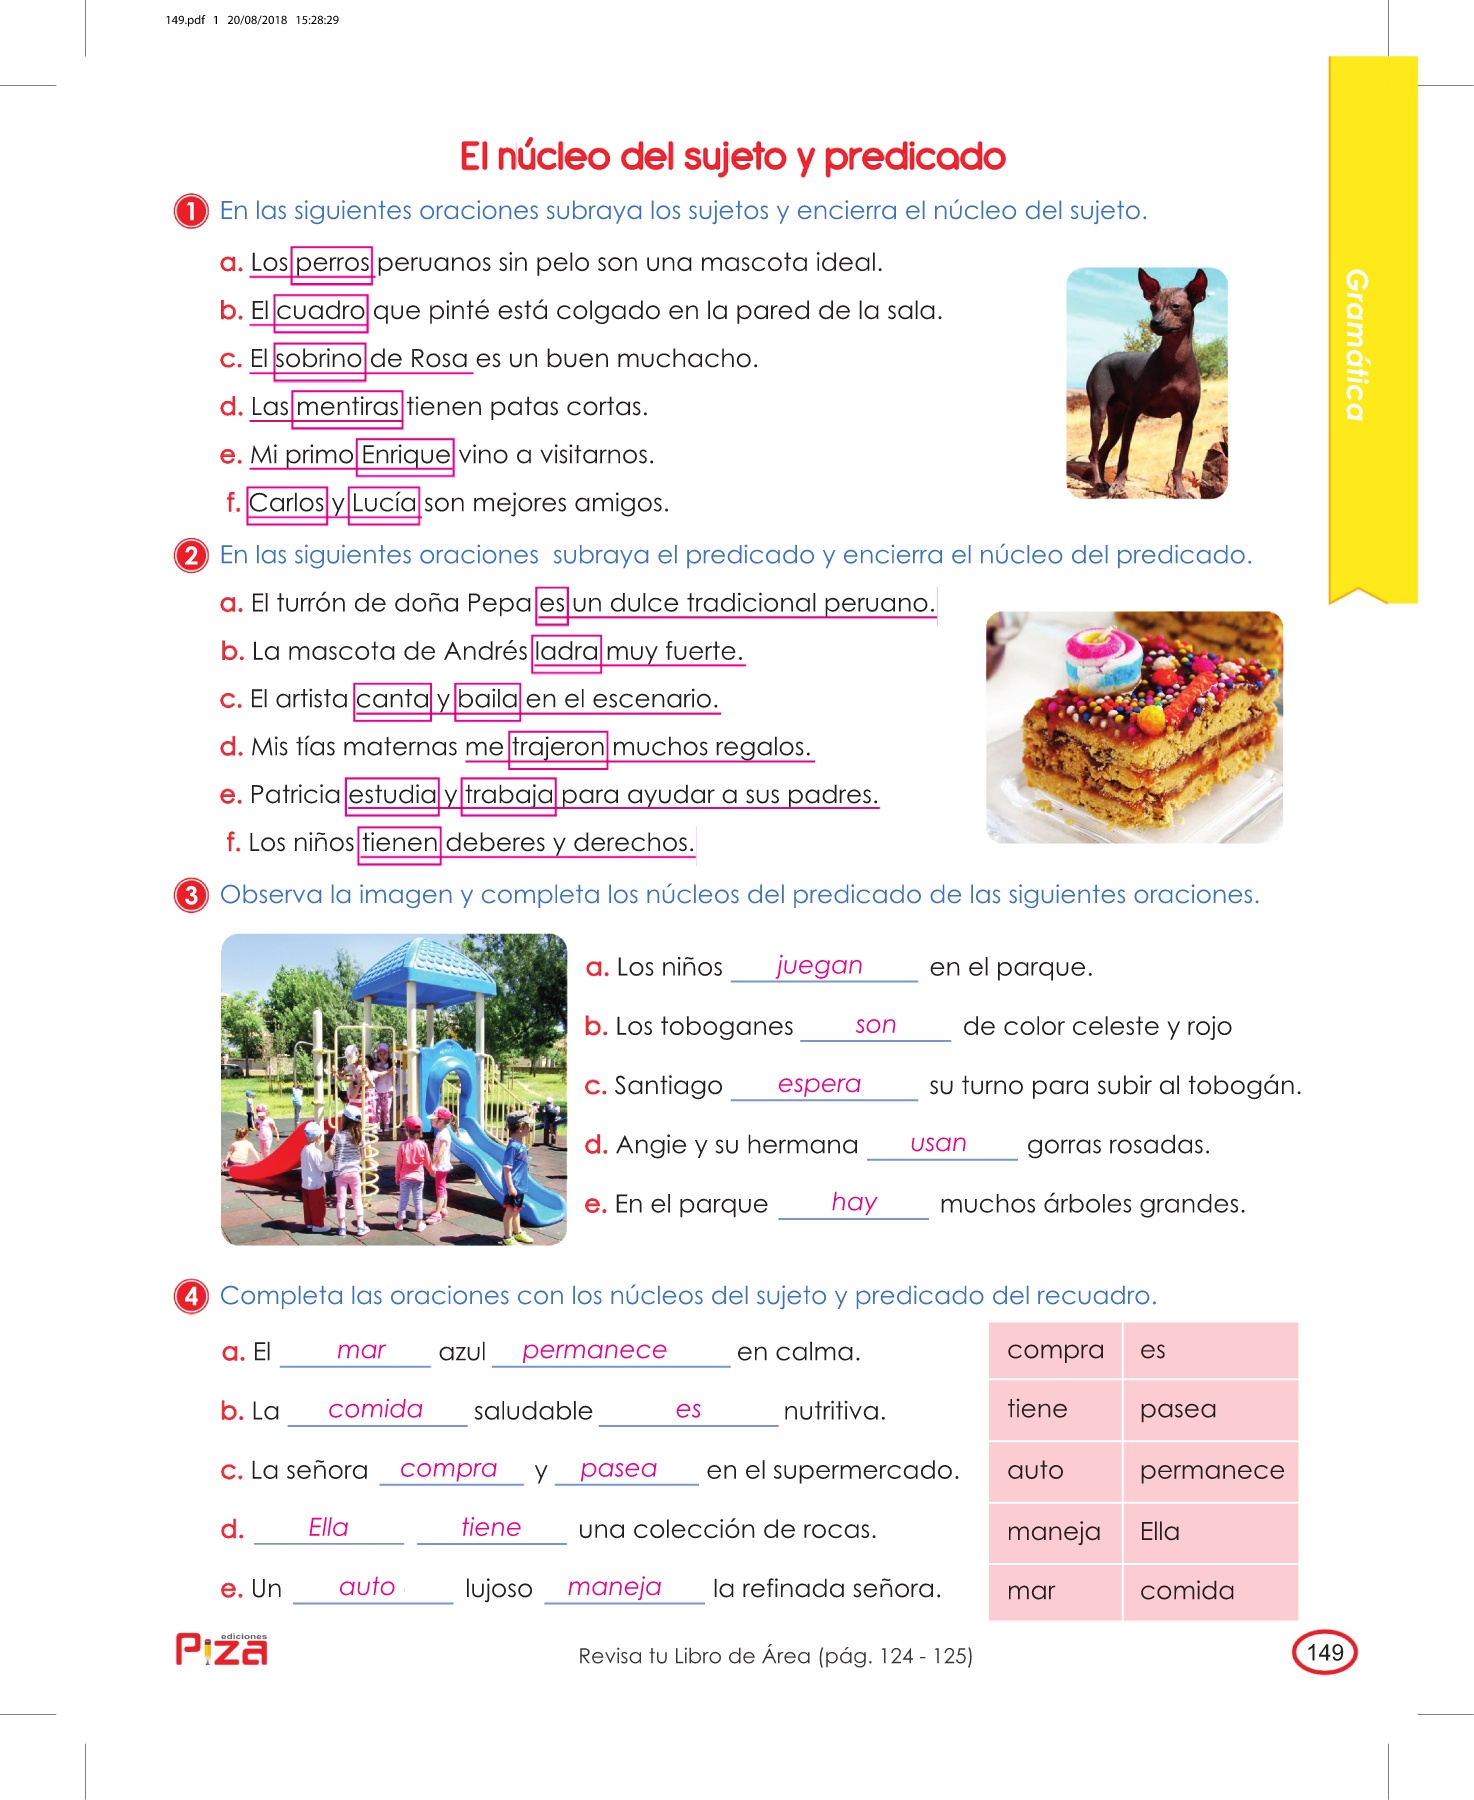 149.pdf 1 20/08/2018 15:28:29
El núcleo del sujeto y predicado
Gramática
1 En las siguientes oraciones subraya los sujetos y encierra el núcleo del sujeto.
a. Los perros peruanos sin pelo son una mascota ideal.
b. El cuadro que pinté está colgado en la pared de la sala.
c. El sobrino de Rosa es un buen muchacho.
d. Las mentiras tienen patas cortas.
e. Mi primo Enrique vino a visitarnos.
f. Carlos y Lucía son mejores amigos.
2 En las siguientes oraciones subraya el predicado y encierra el núcleo del predicado.
a. El turrón de doña Pepa es un dulce tradicional peruano.
b. La mascota de Andrés ladra muy fuerte.
c. El artista canta y baila en el escenario.
d. Mis tías maternas me trajeron muchos regalos.
e. Patricia estudia y trabaja para ayudar a sus padres.
f. Los niños tienen deberes y derechos.
3 Observa la imagen y completa los núcleos del predicado de las siguientes oraciones.
a. Los niños juegan en el parque.
b. Los toboganes son de color celeste y rojo
c. Santiago espera su turno para subir al tobogán.
d. Angie y su hermana usan gorras rosadas.
e. En el parque hay muchos árboles grandes.
4 Completa las oraciones con los núcleos del sujeto y predicado del recuadro.
a. El mar azul permanece en calma.
b. La comida saludable es nutritiva.
c. La señora compra y pasea en el supermercado.
d. Ella tiene una colección de rocas.
e. Un auto lujoso maneja la refinada señora.
compra es
tiene pasea
auto permanece
maneja Ella
mar comida
ediciones
Piza
Revisa tu Libro de Área (pág. 124 - 125)
149